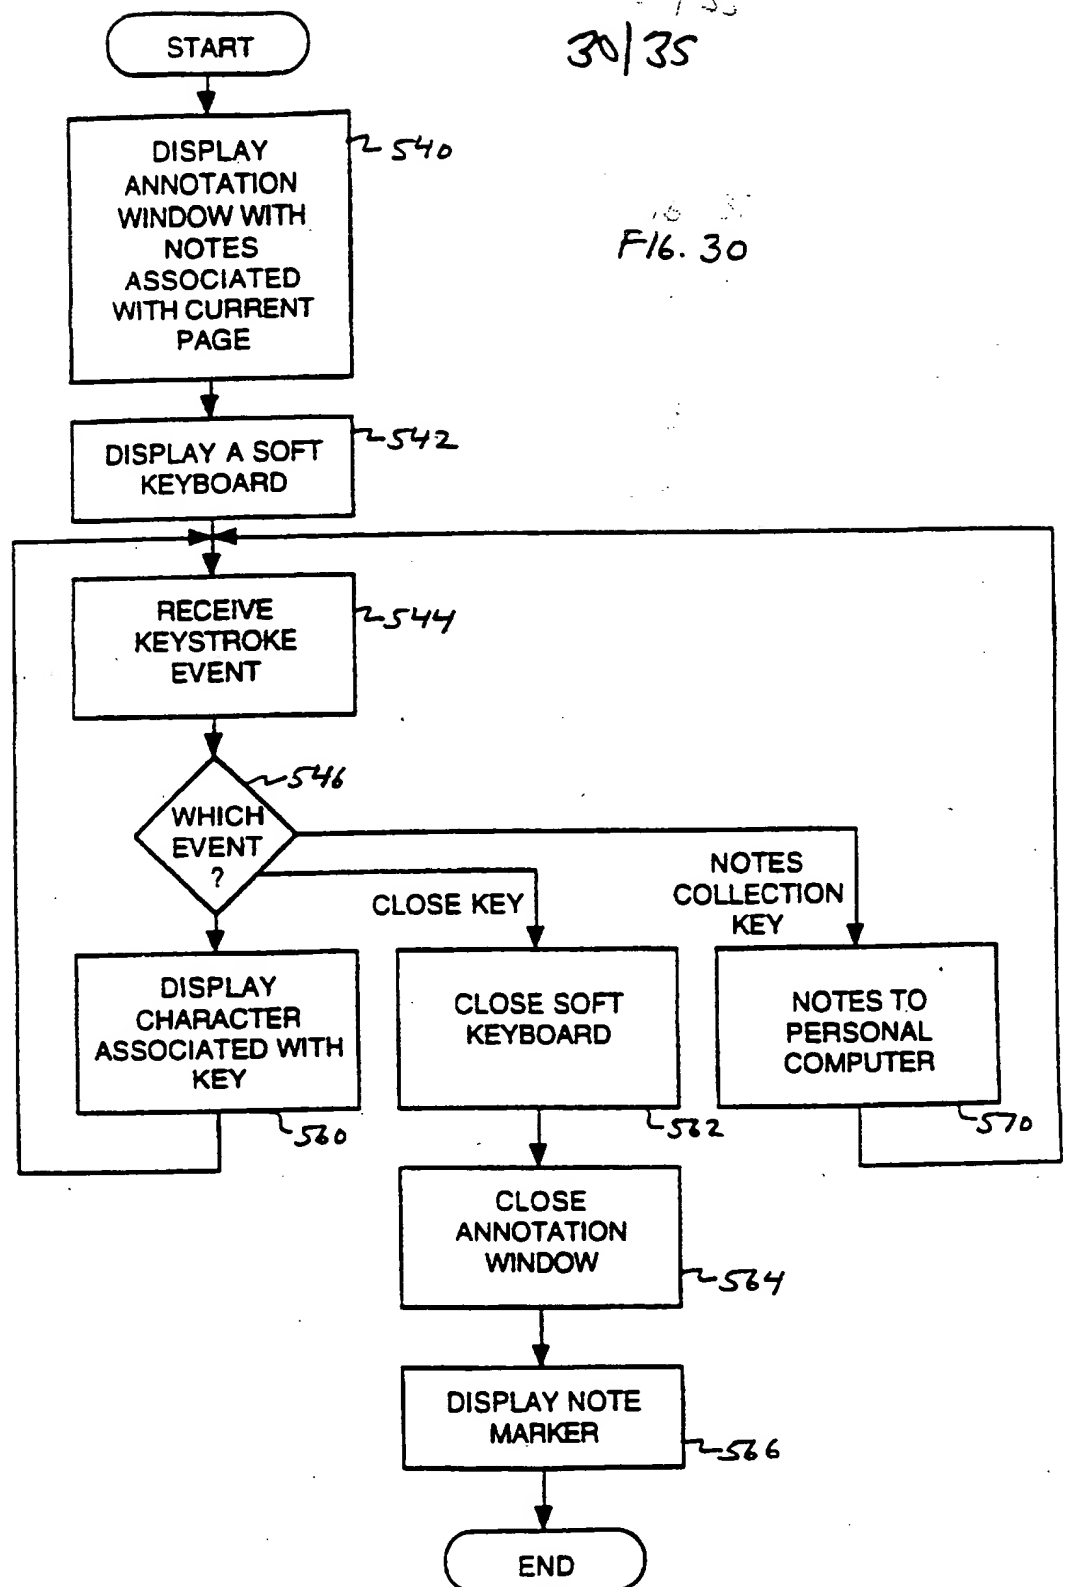 START
30/35
DISPLAY
ANNOTATION
WINDOW WITH
NOTES
ASSOCIATED
WITH CURRENT
PAGE
540
FIG. 30
DISPLAY A SOFT
KEYBOARD
542
RECEIVE
KEYSTROKE
EVENT
544
WHICH
EVENT
?
546
CLOSE KEY
NOTES
COLLECTION
KEY
DISPLAY
CHARACTER
ASSOCIATED WITH
KEY
560
CLOSE SOFT
KEYBOARD
562
NOTES TO
PERSONAL
COMPUTER
570
CLOSE
ANNOTATION
WINDOW
564
DISPLAY NOTE
MARKER
566
END